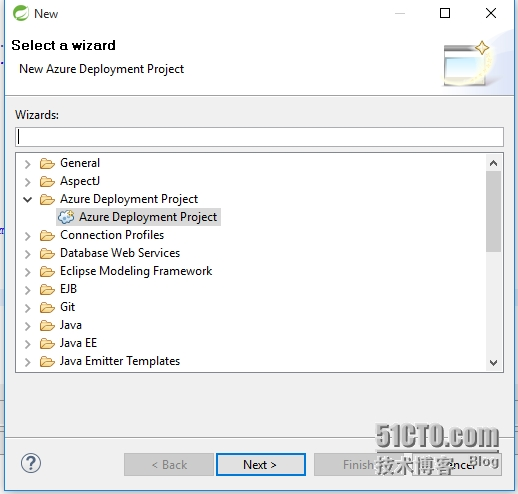 New
Select a wizard
New Azure Deployment Project
Wizards:
General
AspectJ
Azure Deployment Project
Azure Deployment Project
Connection Profiles
Database Web Services
Eclipse Modeling Framework
EJB
Git
Java
Java EE
Java Emitter Templates
< Back
Next >
Finish
51CTO.com
技术博客
Blog